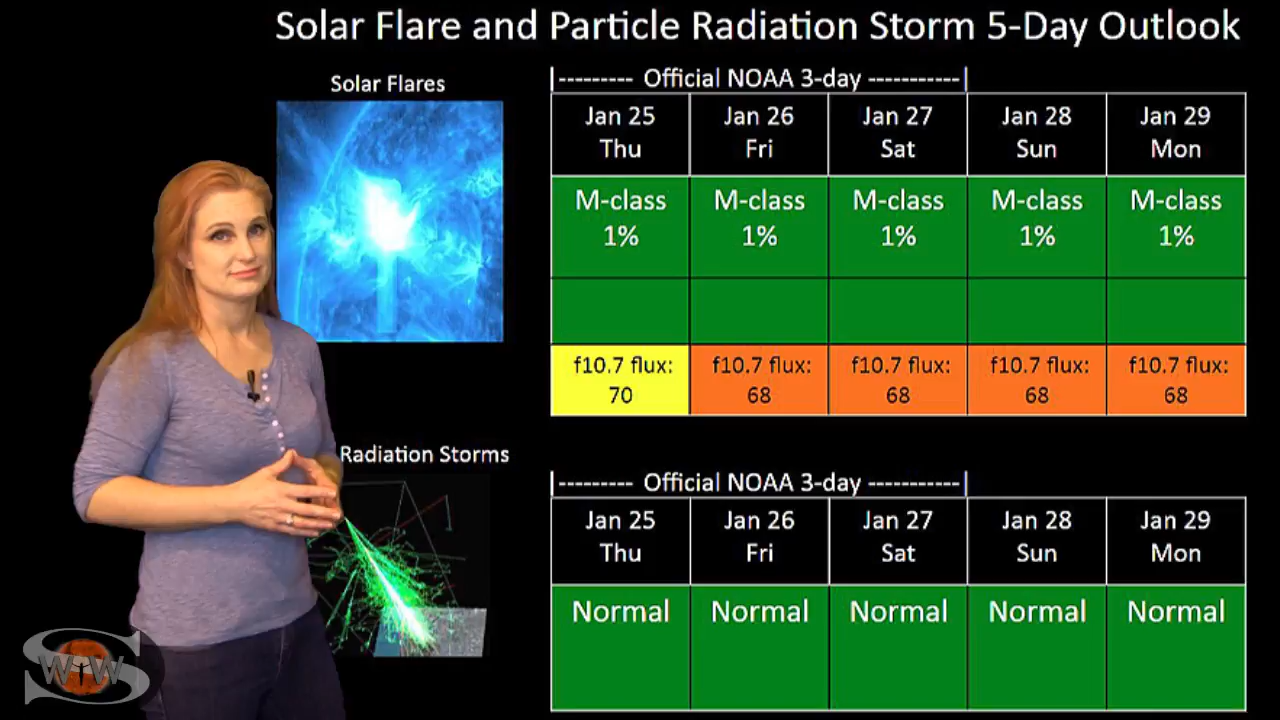 Solar Flare and Particle Radiation Storm 5-Day Outlook
Solar Flares
|--------- Official NOAA 3-day -----------|
Jan 25 Jan 26 Jan 27 Jan 28 Jan 29
Thu Fri Sat Sun Mon
M-class M-class M-class M-class M-class
1% 1% 1% 1% 1%
f10.7 flux: f10.7 flux: f10.7 flux: f10.7 flux: f10.7 flux:
70 68 68 68 68
Radiation Storms
|--------- Official NOAA 3-day -----------|
Jan 25 Jan 26 Jan 27 Jan 28 Jan 29
Thu Fri Sat Sun Mon
Normal Normal Normal Normal Normal
S
WTW